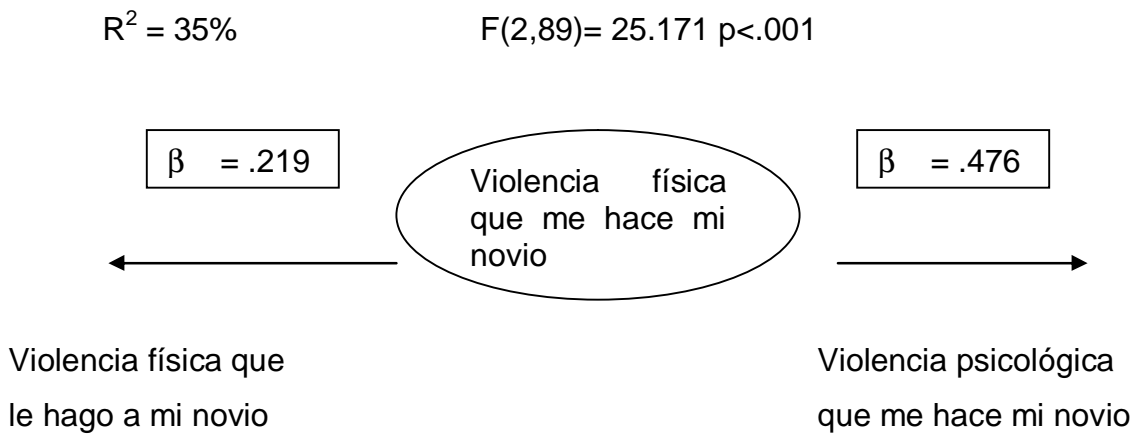 R² = 35%
F(2,89)= 25.171 p<.001
β = .219
Violencia física
que me hace mi
novio
β = .476
Violencia física que
le hago a mi novio
Violencia psicológica
que me hace mi novio